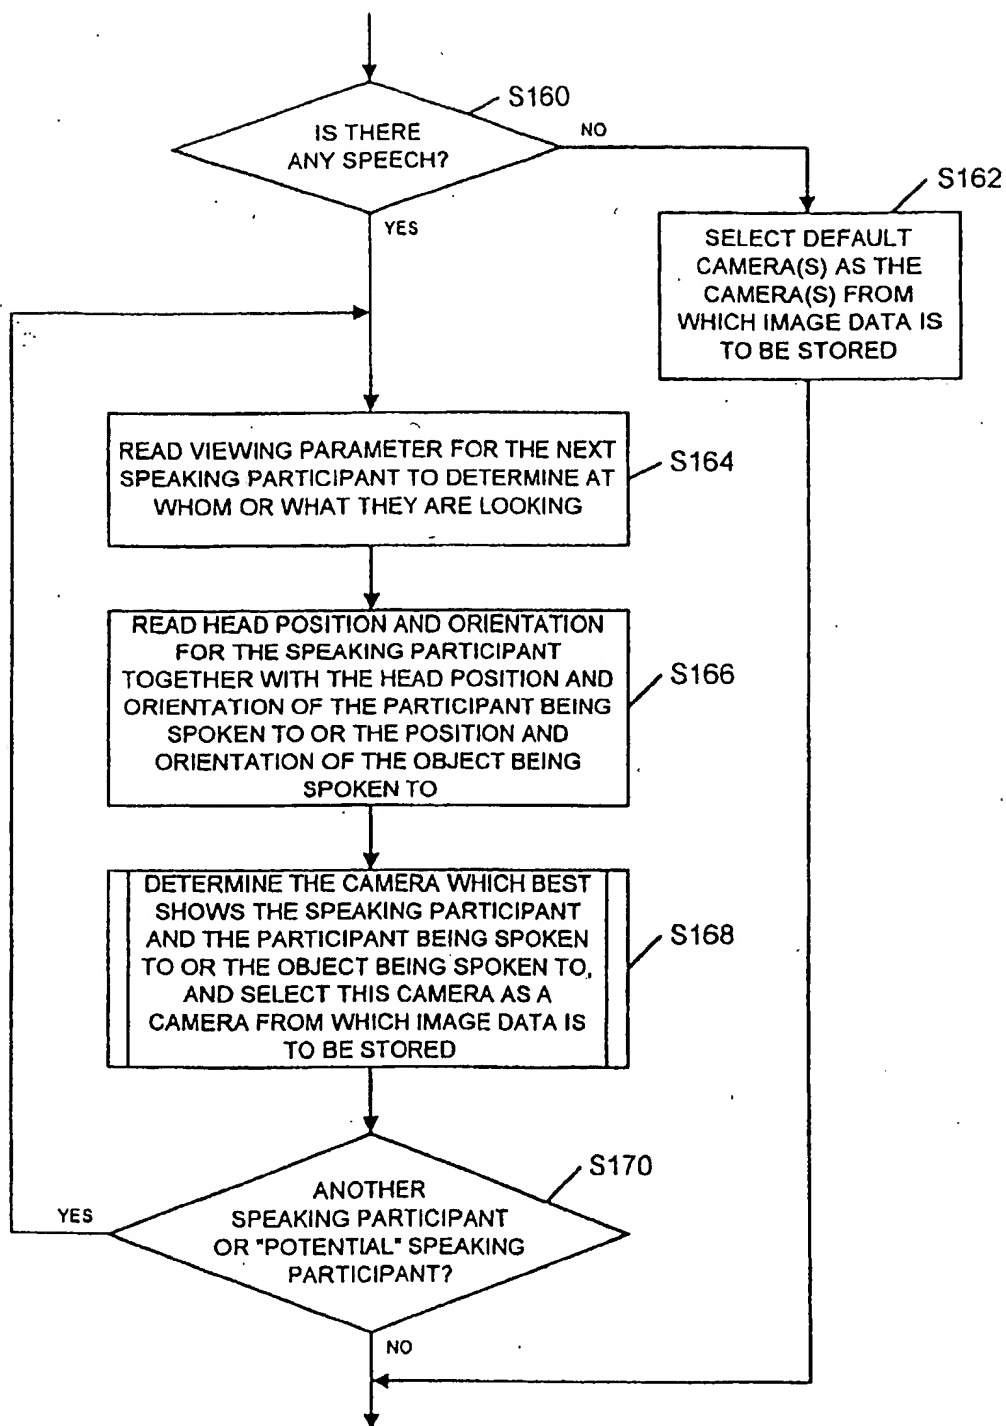 S160
IS THERE
ANY SPEECH?
NO
YES
S162
SELECT DEFAULT
CAMERA(S) AS THE
CAMERA(S) FROM
WHICH IMAGE DATA IS
TO BE STORED
READ VIEWING PARAMETER FOR THE NEXT
SPEAKING PARTICIPANT TO DETERMINE AT
WHOM OR WHAT THEY ARE LOOKING
S164
READ HEAD POSITION AND ORIENTATION
FOR THE SPEAKING PARTICIPANT
TOGETHER WITH THE HEAD POSITION AND
ORIENTATION OF THE PARTICIPANT BEING
SPOKEN TO OR THE POSITION AND
ORIENTATION OF THE OBJECT BEING
SPOKEN TO
S166
DETERMINE THE CAMERA WHICH BEST
SHOWS THE SPEAKING PARTICIPANT
AND THE PARTICIPANT BEING SPOKEN
TO OR THE OBJECT BEING SPOKEN TO,
AND SELECT THIS CAMERA AS A
CAMERA FROM WHICH IMAGE DATA IS
TO BE STORED
S168
S170
ANOTHER
SPEAKING PARTICIPANT
OR "POTENTIAL" SPEAKING
PARTICIPANT?
YES
NO